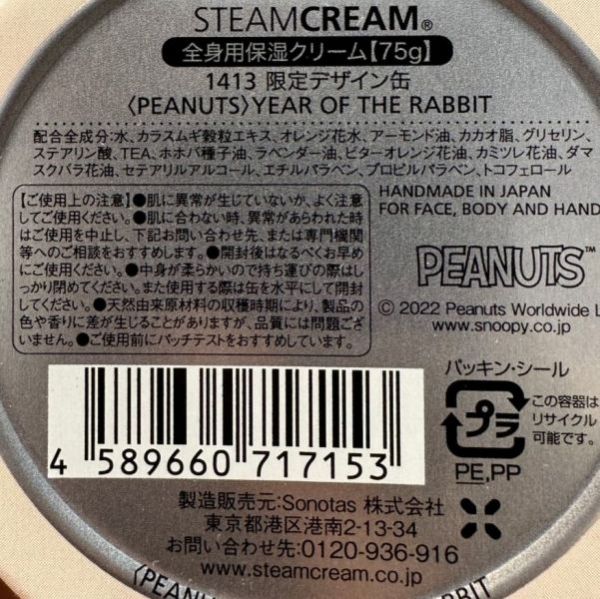 STEAMCREAM®
全身用保湿クリーム【75g】
1413 限定デザイン缶
〈PEANUTS〉YEAR OF THE RABBIT
配合全成分:水、カラスムギ穀粒エキス、オレンジ花水、アーモンド油、カカオ脂、グリセリン、
ステアリン酸、TEA、ホホバ種子油、ラベンダー油、ビターオレンジ花油、カミツレ花油、ダマ
スクバラ花油、セテアリルアルコール、エチルパラベン、プロピルパラベン、トコフェロール
【ご使用上の注意】●肌に異常が生じていないか、よく注意
してご使用ください。●肌に合わない時、異常があらわれた時
はご使用を中止し、下記お問い合わせ先、または専門機関
等へのご相談をおすすめします。●開封後はなるべくお早め
にご使用ください。●中身が柔らかいので持ち運びの際はし
っかり閉めてください。また使用する際は缶を水平にして開封
してください。●天然由来原材料の収穫時期により、製品の
色や香りに差が生じることがありますが、品質には問題ござ
いません。●ご使用前にパッチテストをおすすめしています。
HANDMADE IN JAPAN
FOR FACE, BODY AND HAND
PEANUTS™
© 2022 Peanuts Worldwide L
www.snoopy.co.jp
パッキン・シール
プラ
この容器は
リサイクル
可能です。
PE,PP
4 589660 717153
製造販売元:Sonotas 株式会社
東京都港区港南2-13-34
お問い合わせ先:0120-936-916
www.steamcream.co.jp
〈PEANUTS〉YEAR OF THE RABBIT